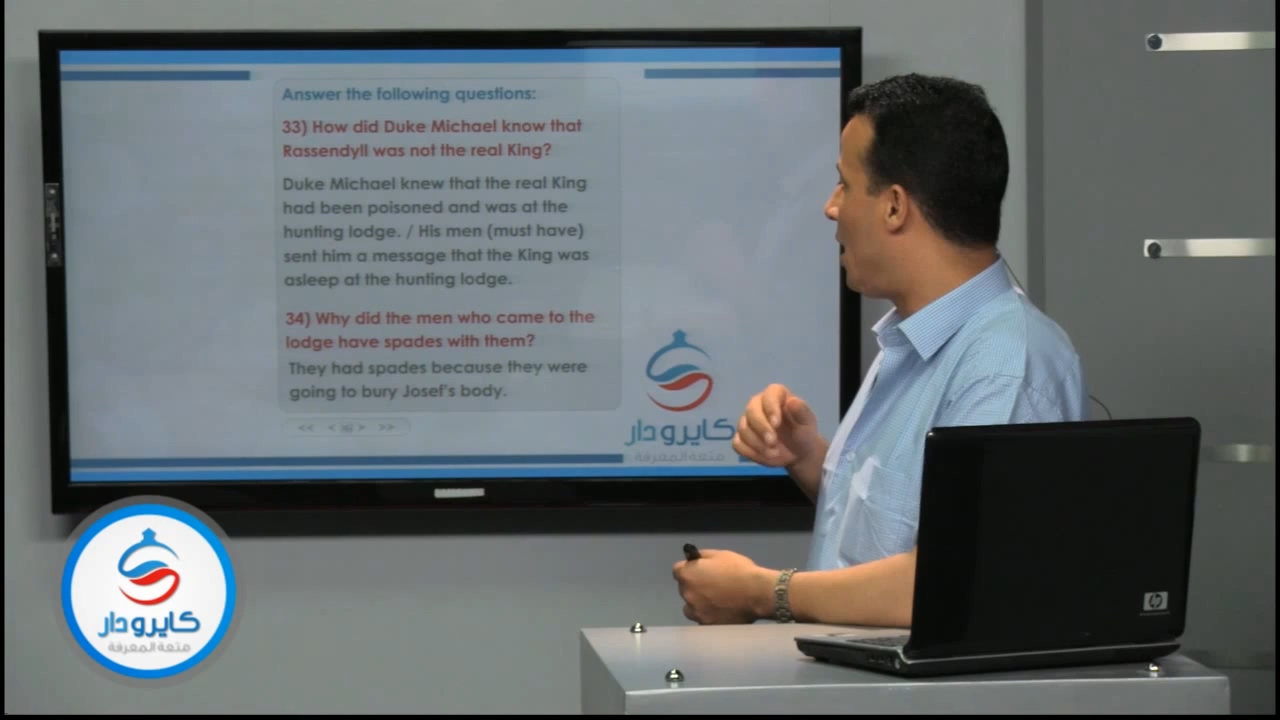 Answer the following questions:
33) How did Duke Michael know that
Rassendyll was not the real King?
Duke Michael knew that the real King
had been poisoned and was at the
hunting lodge. / His men (must have)
sent him a message that the King was
asleep at the hunting lodge.
34) Why did the men who came to the
lodge have spades with them?
They had spades because they were
going to bury Josef's body.
<< < > >>
كايرودار
متعة المعرفة
كايرودار
متعة المعرفة
hp